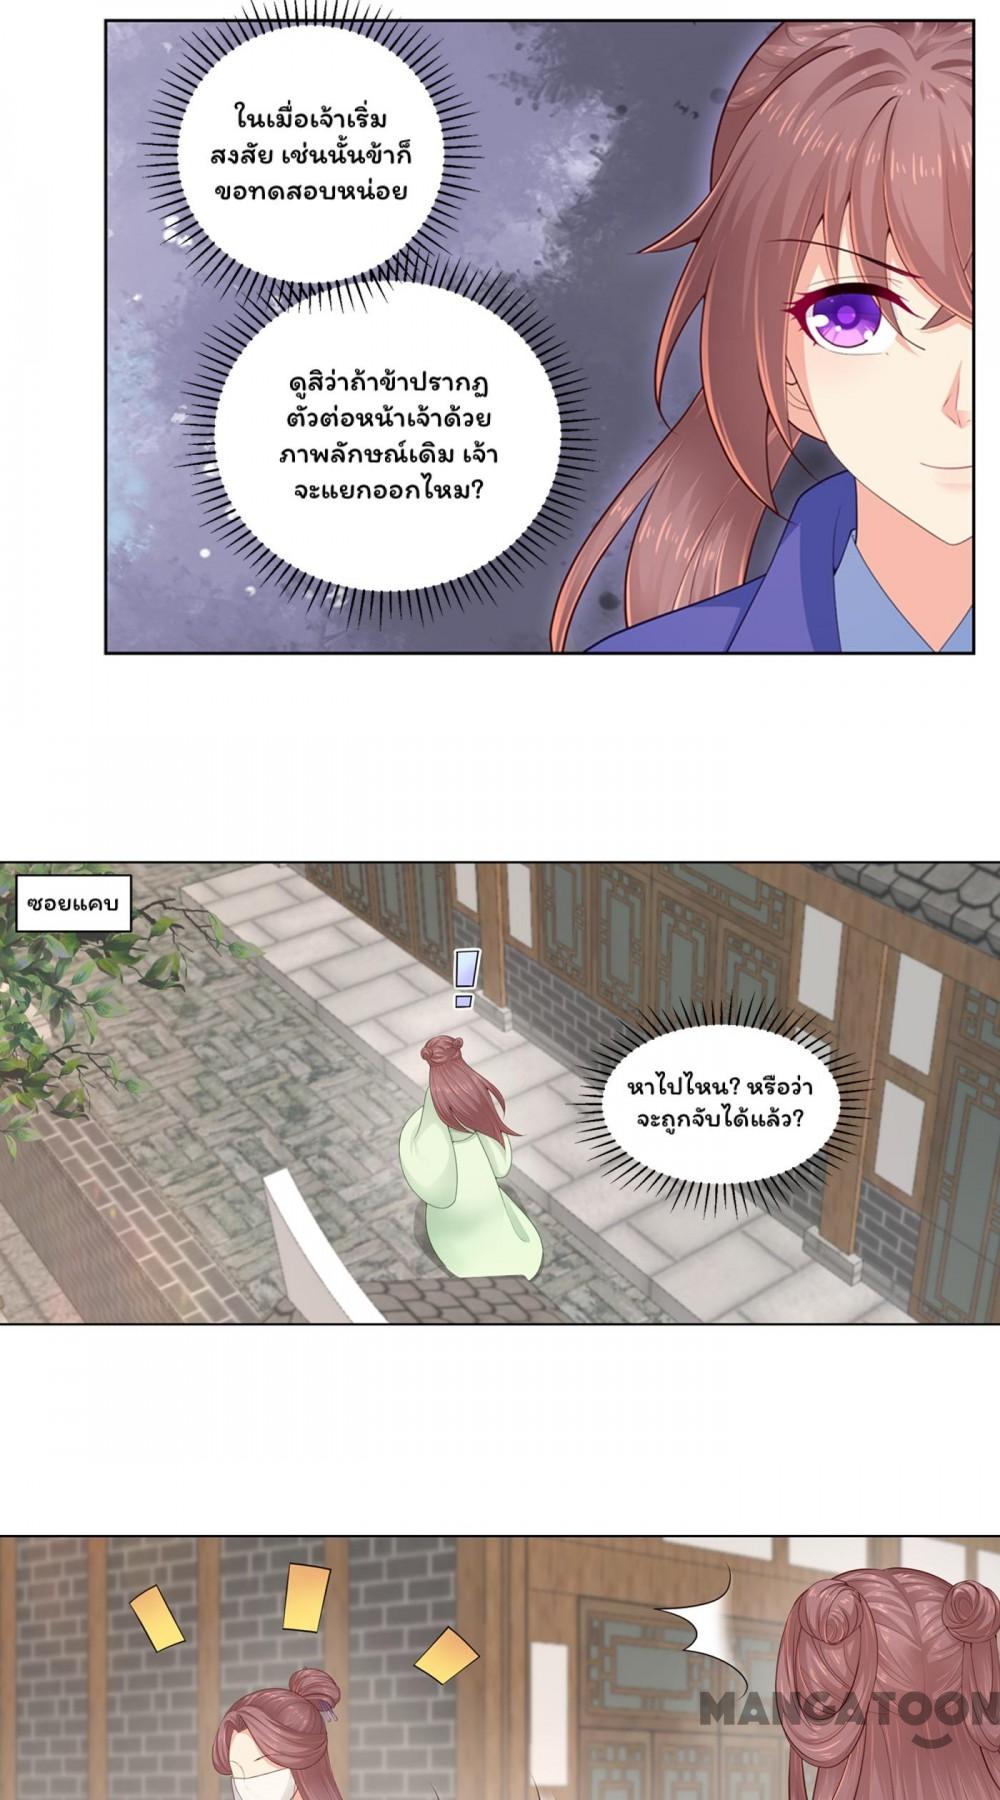 ในเมื่อเจ้าเริ่ม
สงสัย เช่นนั้นข้าก็
ขอทดสอบหน่อย
ดูสิว่าถ้าข้าปรากฏ
ตัวต่อหน้าเจ้าด้วย
ภาพลักษณ์เดิม เจ้า
จะแยกออกไหม?
ซอยแคบ
!
หาไปไหน? หรือว่า
จะถูกจับได้แล้ว?
MANGATOON